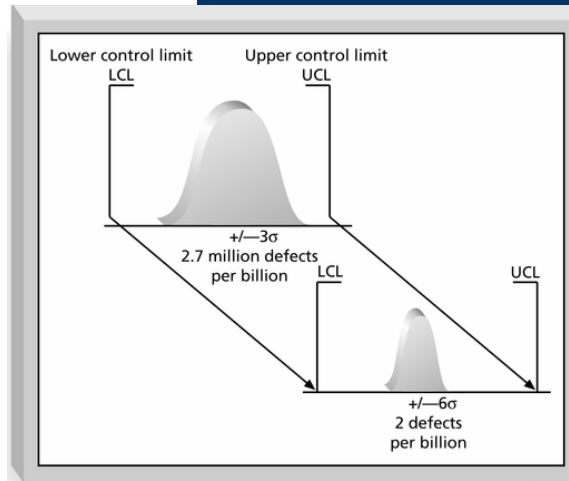 Lower control limit
LCL
Upper control limit
UCL
+/—3σ
2.7 million defects
per billion
LCL
UCL
+/—6σ
2 defects
per billion